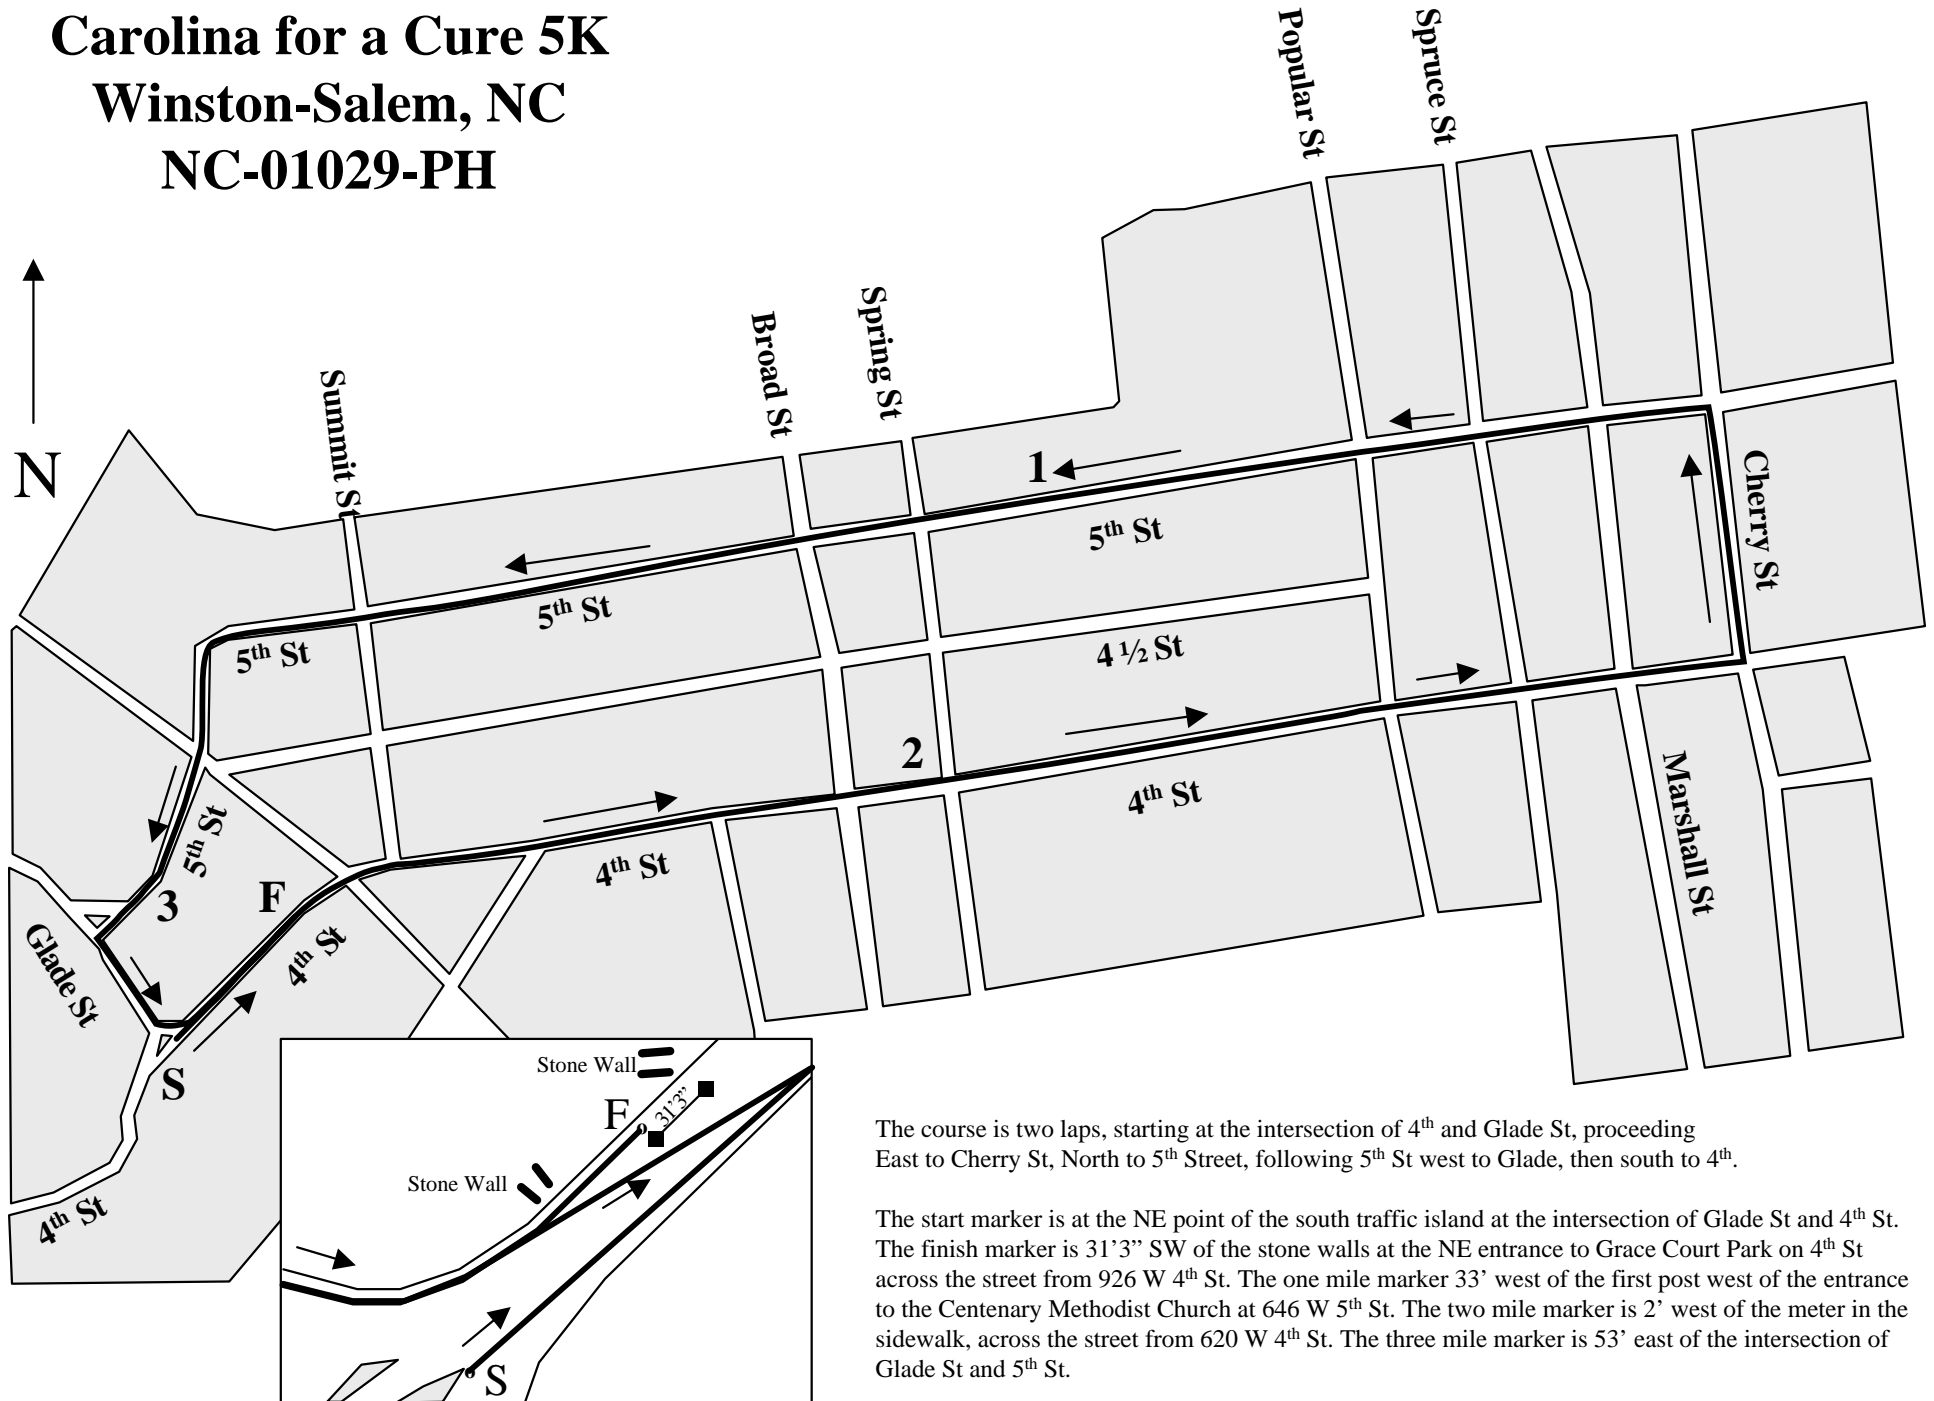 Carolina for a Cure 5K
Winston-Salem, NC
NC-01029-PH
Popular St
Spruce St
N
Summit St
Broad St
Spring St
1
5th St
5th St
5th St
4 ½ St
Cherry St
2
4th St
4th St
Marshall St
5th St
3
F
4th St
Glade St
S
4th St
Stone Wall
F
31’3”
Stone Wall
S
The course is two laps, starting at the intersection of 4th and Glade St, proceeding
East to Cherry St, North to 5th Street, following 5th St west to Glade, then south to 4th.
The start marker is at the NE point of the south traffic island at the intersection of Glade St and 4th St.
The finish marker is 31’3” SW of the stone walls at the NE entrance to Grace Court Park on 4th St
across the street from 926 W 4th St. The one mile marker 33’ west of the first post west of the entrance
to the Centenary Methodist Church at 646 W 5th St. The two mile marker is 2’ west of the meter in the
sidewalk, across the street from 620 W 4th St. The three mile marker is 53’ east of the intersection of
Glade St and 5th St.